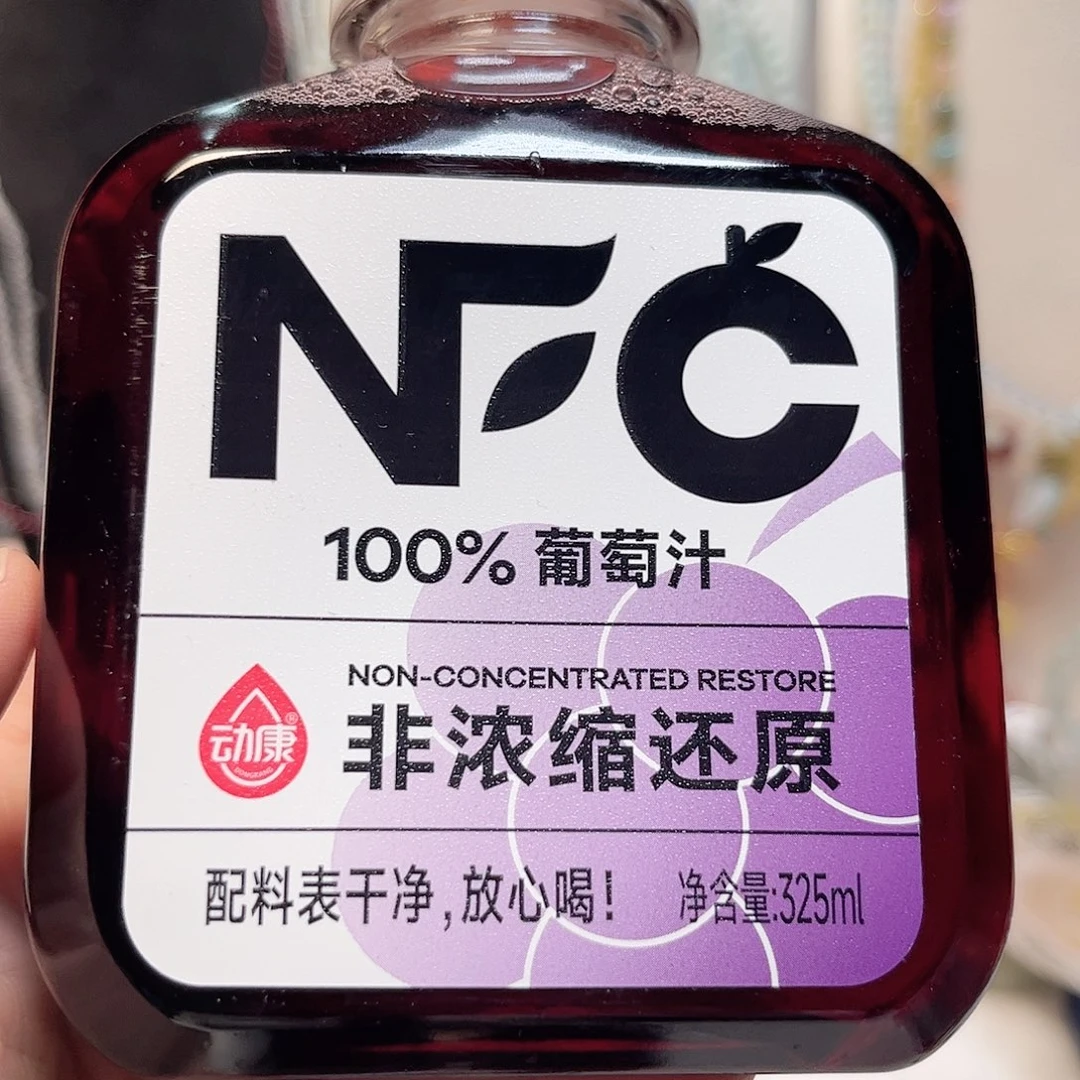 NFC
100% 葡萄汁
NON-CONCENTRATED RESTORE
动康®
DONGKANG
非浓缩还原
配料表干净,放心喝! 净含量:325ml